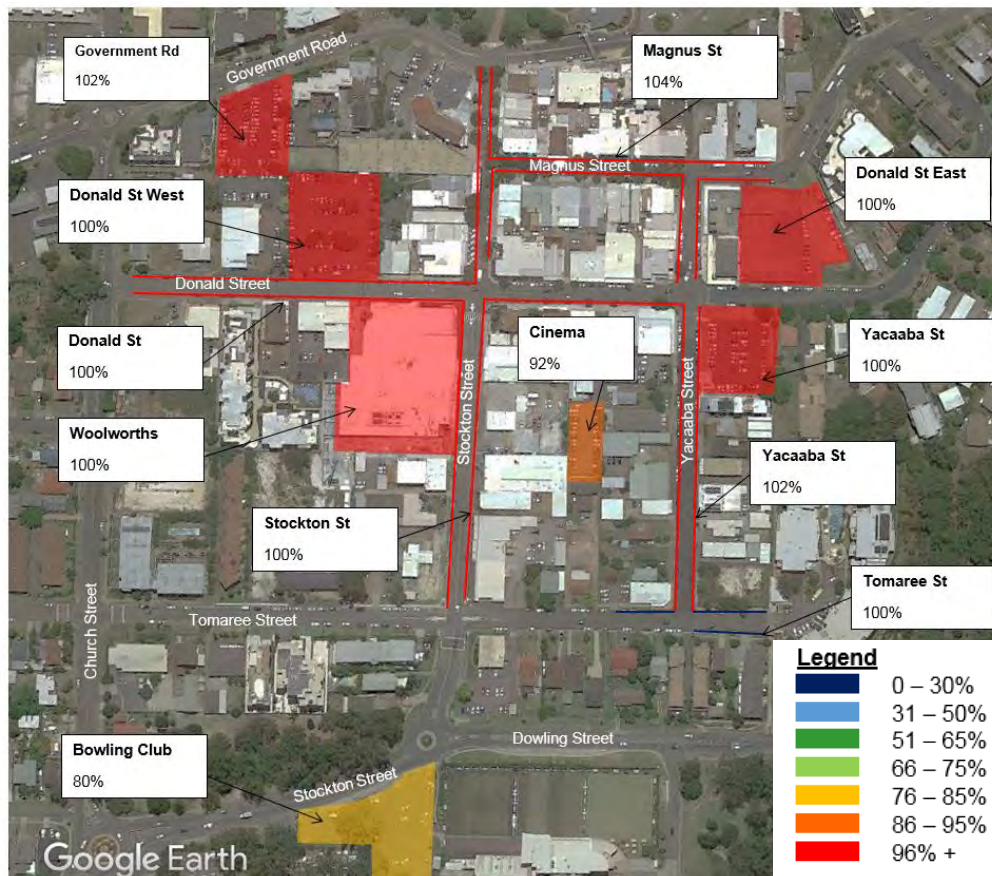 Government Rd
102%
Government Road
Magnus St
104%
Magnus Street
Donald St West
100%
Donald St East
100%
Donald Street
Donald St
100%
Cinema
92%
Yacaaba St
100%
Woolworths
100%
Stockton Street
Yacaaba Street
Stockton St
100%
Yacaaba St
102%
Church Street
Tomaree Street
Tomaree St
100%
Bowling Club
80%
Stockton Street
Dowling Street
Legend
0 – 30%
31 – 50%
51 – 65%
66 – 75%
76 – 85%
86 – 95%
96% +
Google Earth